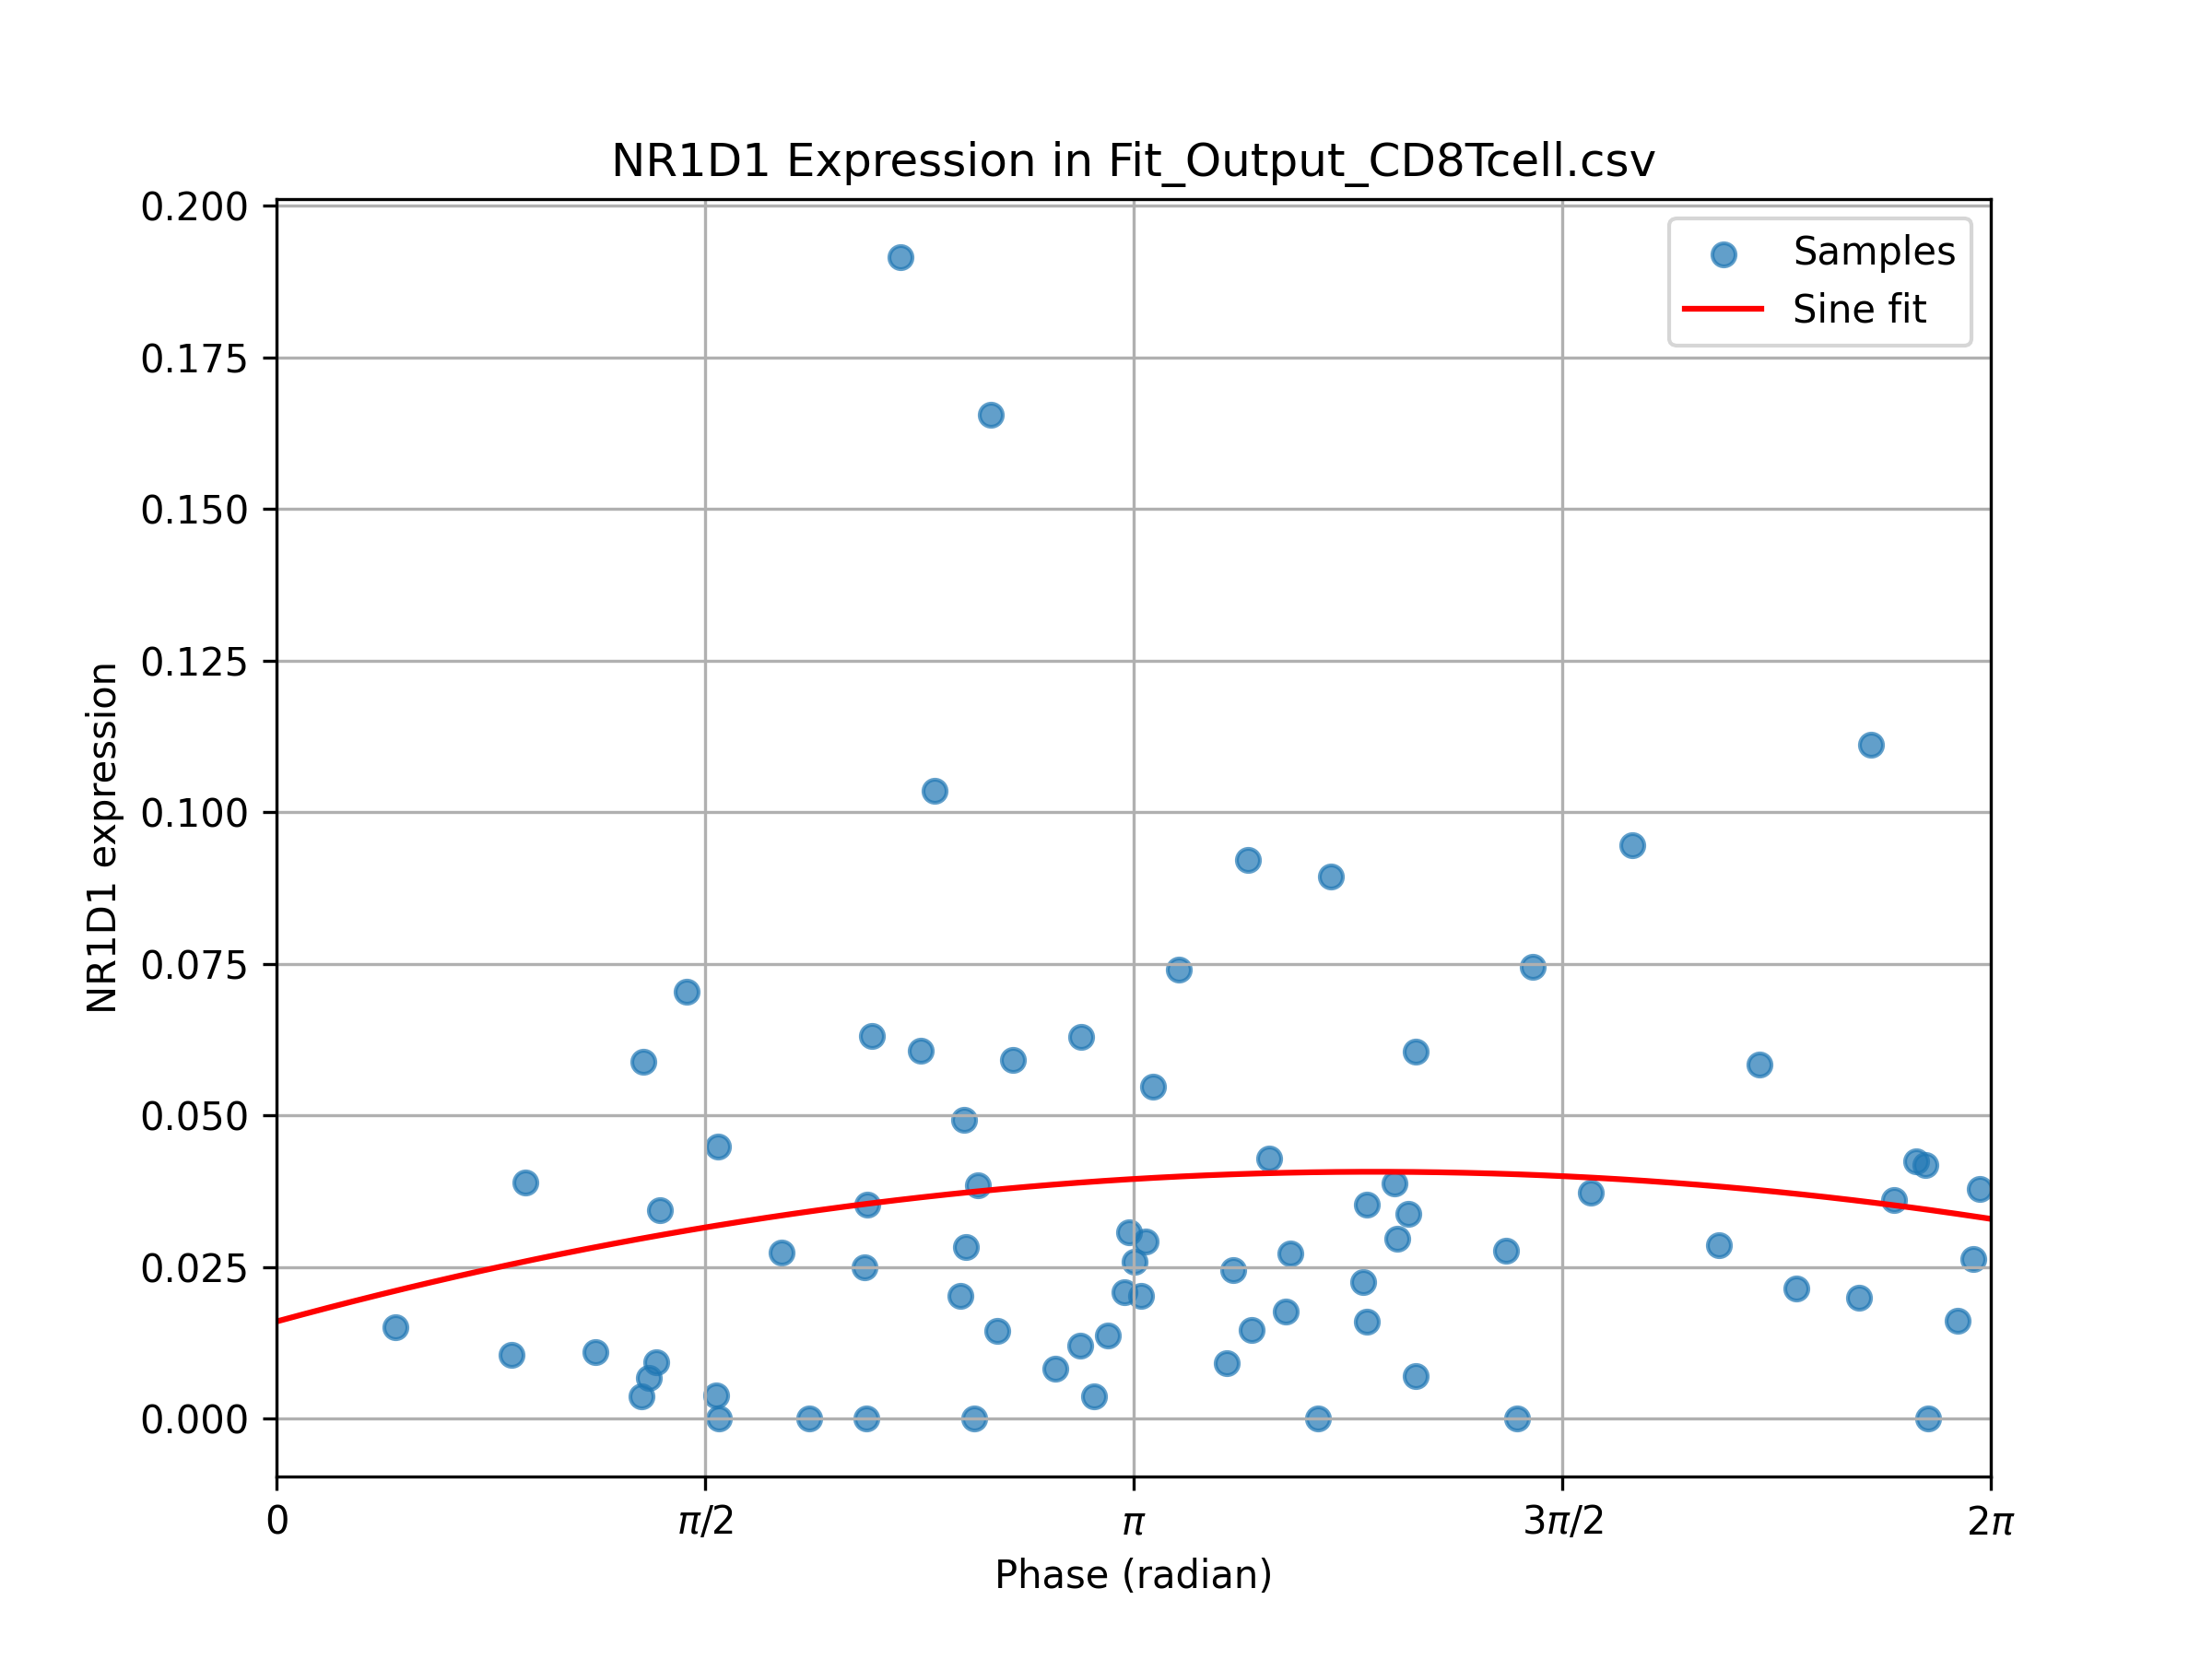 NR1D1 Expression in Fit_Output_CD8Tcell.csv
Samples
Sine fit
0.200
0.175
0.150
0.125
0.100
0.075
0.050
0.025
0.000
NR1D1 expression
0
π/2
π
3π/2
2π
Phase (radian)